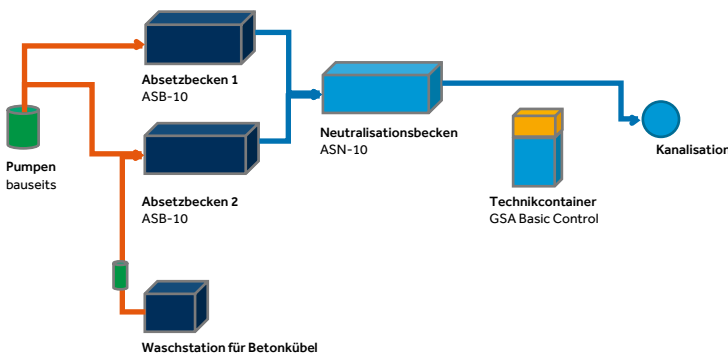 Absetzbecken 1
ASB-10
Pumpen
bauseits
Neutralisationsbecken
ASN-10
Kanalisation
Absetzbecken 2
ASB-10
Technikcontainer
GSA Basic Control
Waschstation für Betonkübel